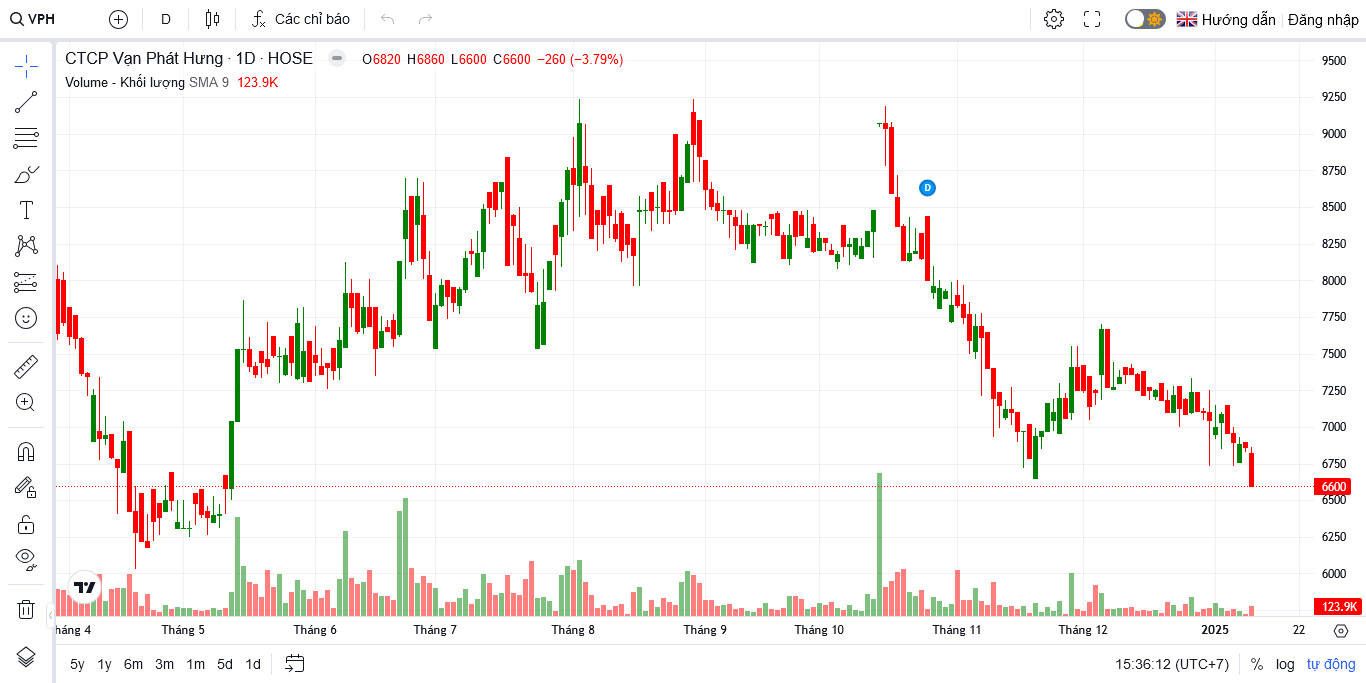 VPH D Các chỉ báo Hướng dẫn Đăng nhập
CTCP Vạn Phát Hưng · 1D · HOSE O6820 H6860 L6600 C6600 −260 (−3.79%)
Volume - Khối lượng SMA 9 123.9K
9500
9250
9000
8750
D
8500
8250
8000
7750
7500
7250
7000
6750
6600
6500
6250
6000
123.9K
háng 4 Tháng 5 Tháng 6 Tháng 7 Tháng 8 Tháng 9 Tháng 10 Tháng 11 Tháng 12 2025 22
5y 1y 6m 3m 1m 5d 1d 15:36:12 (UTC+7) % log tự động